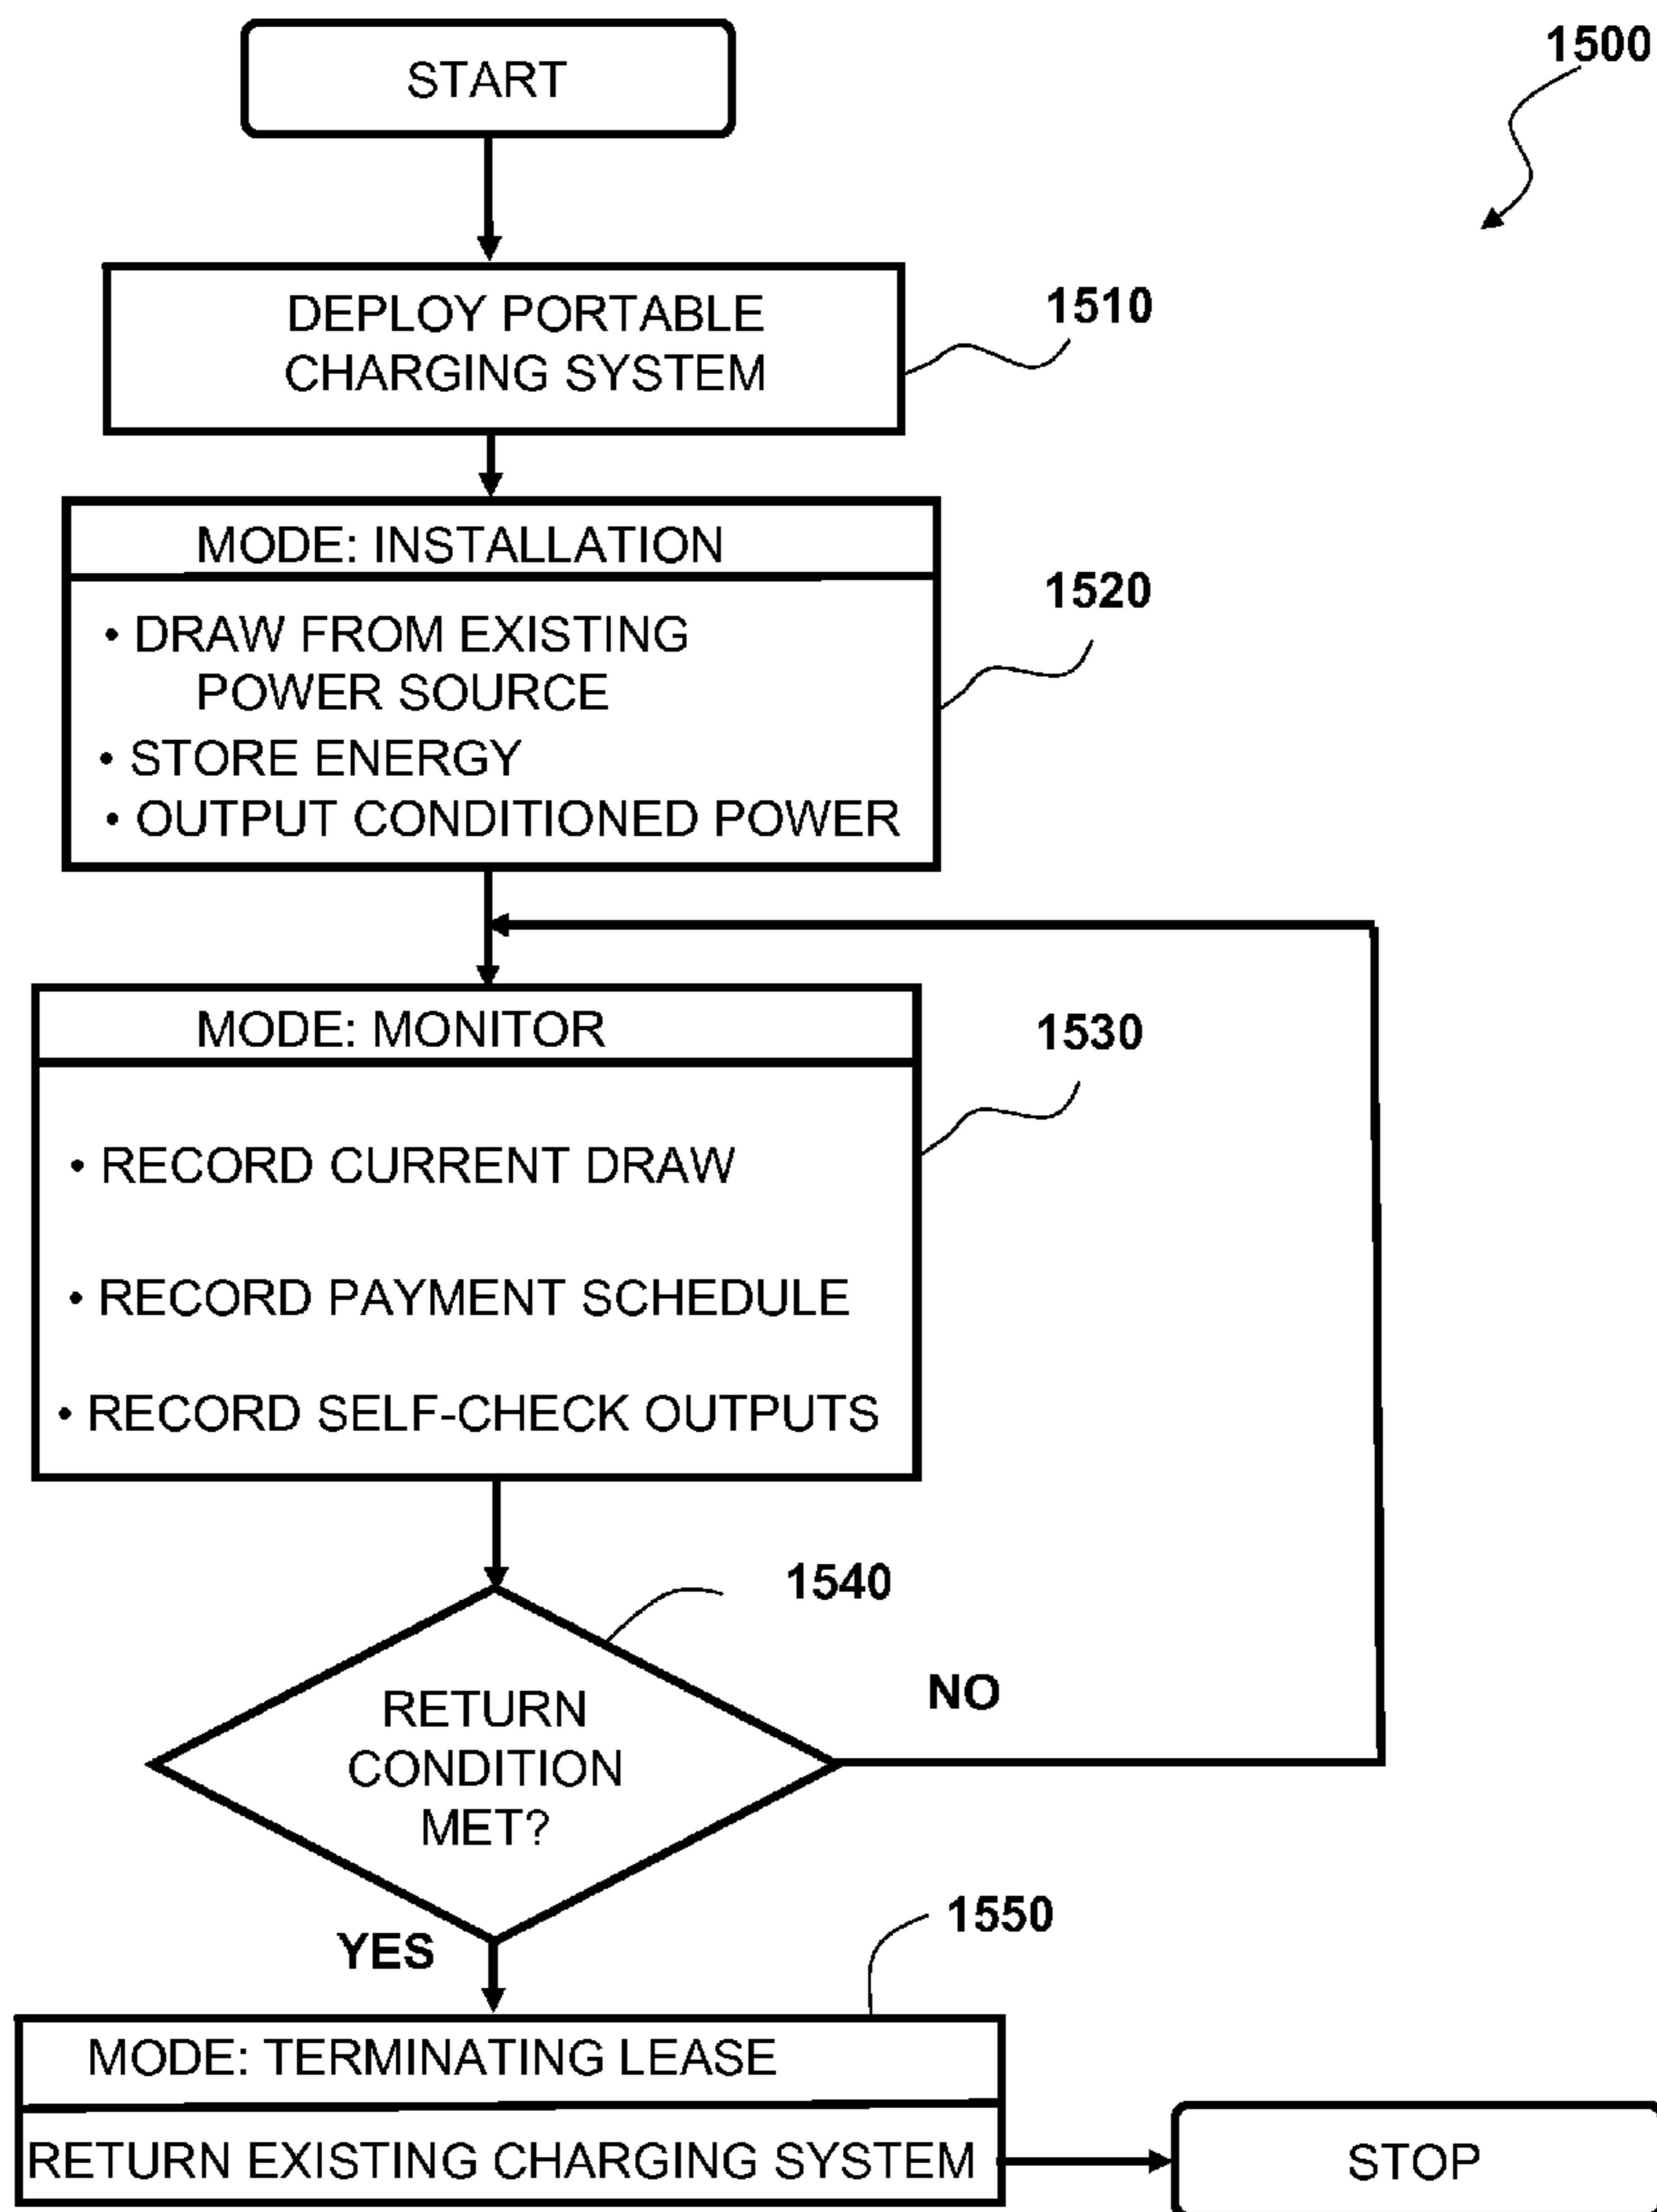 START
1500
DEPLOY PORTABLE
CHARGING SYSTEM
1510
MODE: INSTALLATION
• DRAW FROM EXISTING
POWER SOURCE
• STORE ENERGY
• OUTPUT CONDITIONED POWER
1520
MODE: MONITOR
• RECORD CURRENT DRAW
• RECORD PAYMENT SCHEDULE
• RECORD SELF-CHECK OUTPUTS
1530
1540
RETURN
CONDITION
MET?
NO
YES
1550
MODE: TERMINATING LEASE
RETURN EXISTING CHARGING SYSTEM
STOP